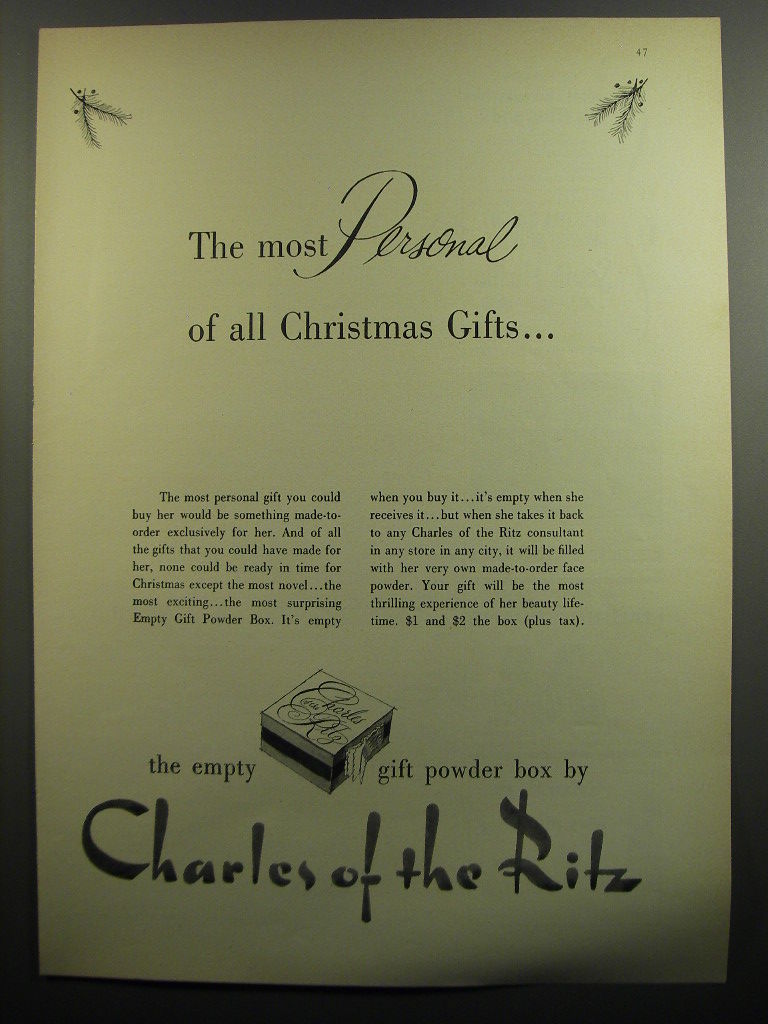 47
The most Personal
of all Christmas Gifts...
The most personal gift you could
buy her would be something made-to-
order exclusively for her. And of all
the gifts that you could have made for
her, none could be ready in time for
Christmas except the most novel...the
most exciting...the most surprising
Empty Gift Powder Box. It's empty
when you buy it...it's empty when she
receives it...but when she takes it back
to any Charles of the Ritz consultant
in any store in any city, it will be filled
with her very own made-to-order face
powder. Your gift will be the most
thrilling experience of her beauty life-
time. $1 and $2 the box (plus tax).
Charles
of the
Ritz
the empty gift powder box by
Charles of the Ritz